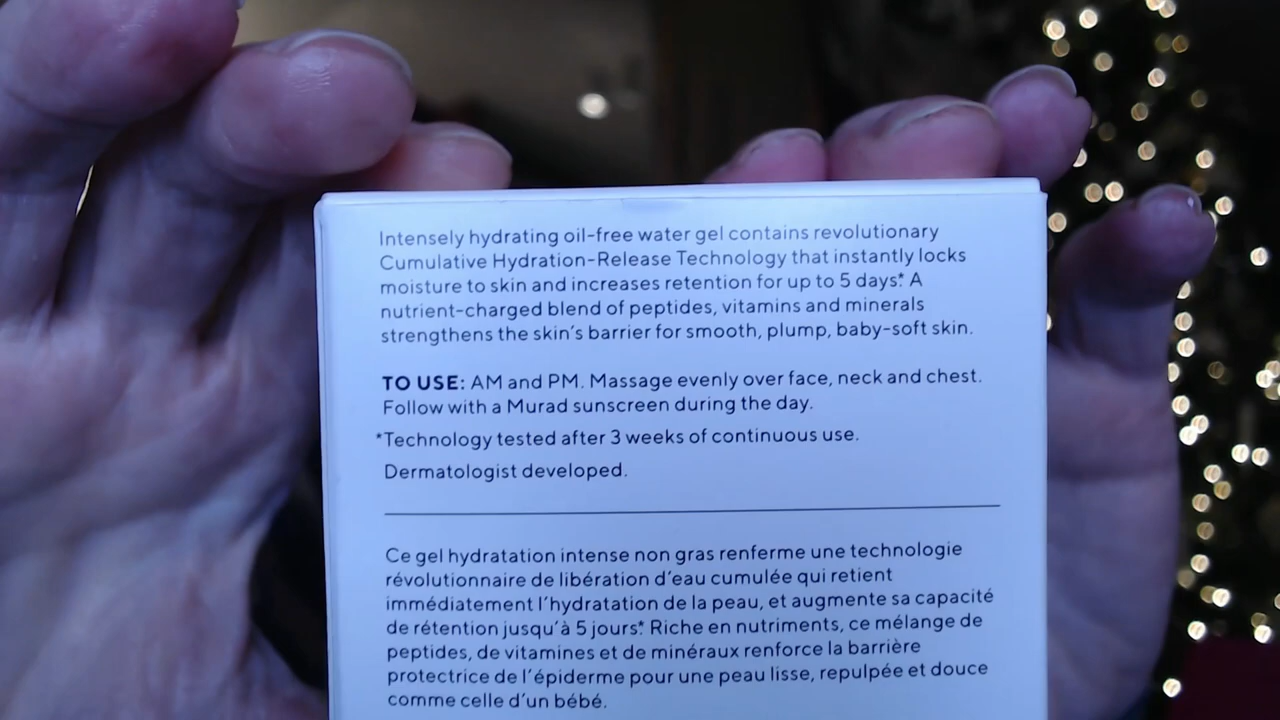 Intensely hydrating oil-free water gel contains revolutionary
Cumulative Hydration-Release Technology that instantly locks
moisture to skin and increases retention for up to 5 days.* A
nutrient-charged blend of peptides, vitamins and minerals
strengthens the skin's barrier for smooth, plump, baby-soft skin.
TO USE: AM and PM. Massage evenly over face, neck and chest.
Follow with a Murad sunscreen during the day.
*Technology tested after 3 weeks of continuous use.
Dermatologist developed.
Ce gel hydratation intense non gras renferme une technologie
révolutionnaire de libération d'eau cumulée qui retient
immédiatement l'hydratation de la peau, et augmente sa capacité
de rétention jusqu'à 5 jours.* Riche en nutriments, ce mélange de
peptides, de vitamines et de minéraux renforce la barrière
protectrice de l'épiderme pour une peau lisse, repulpée et douce
comme celle d'un bébé.